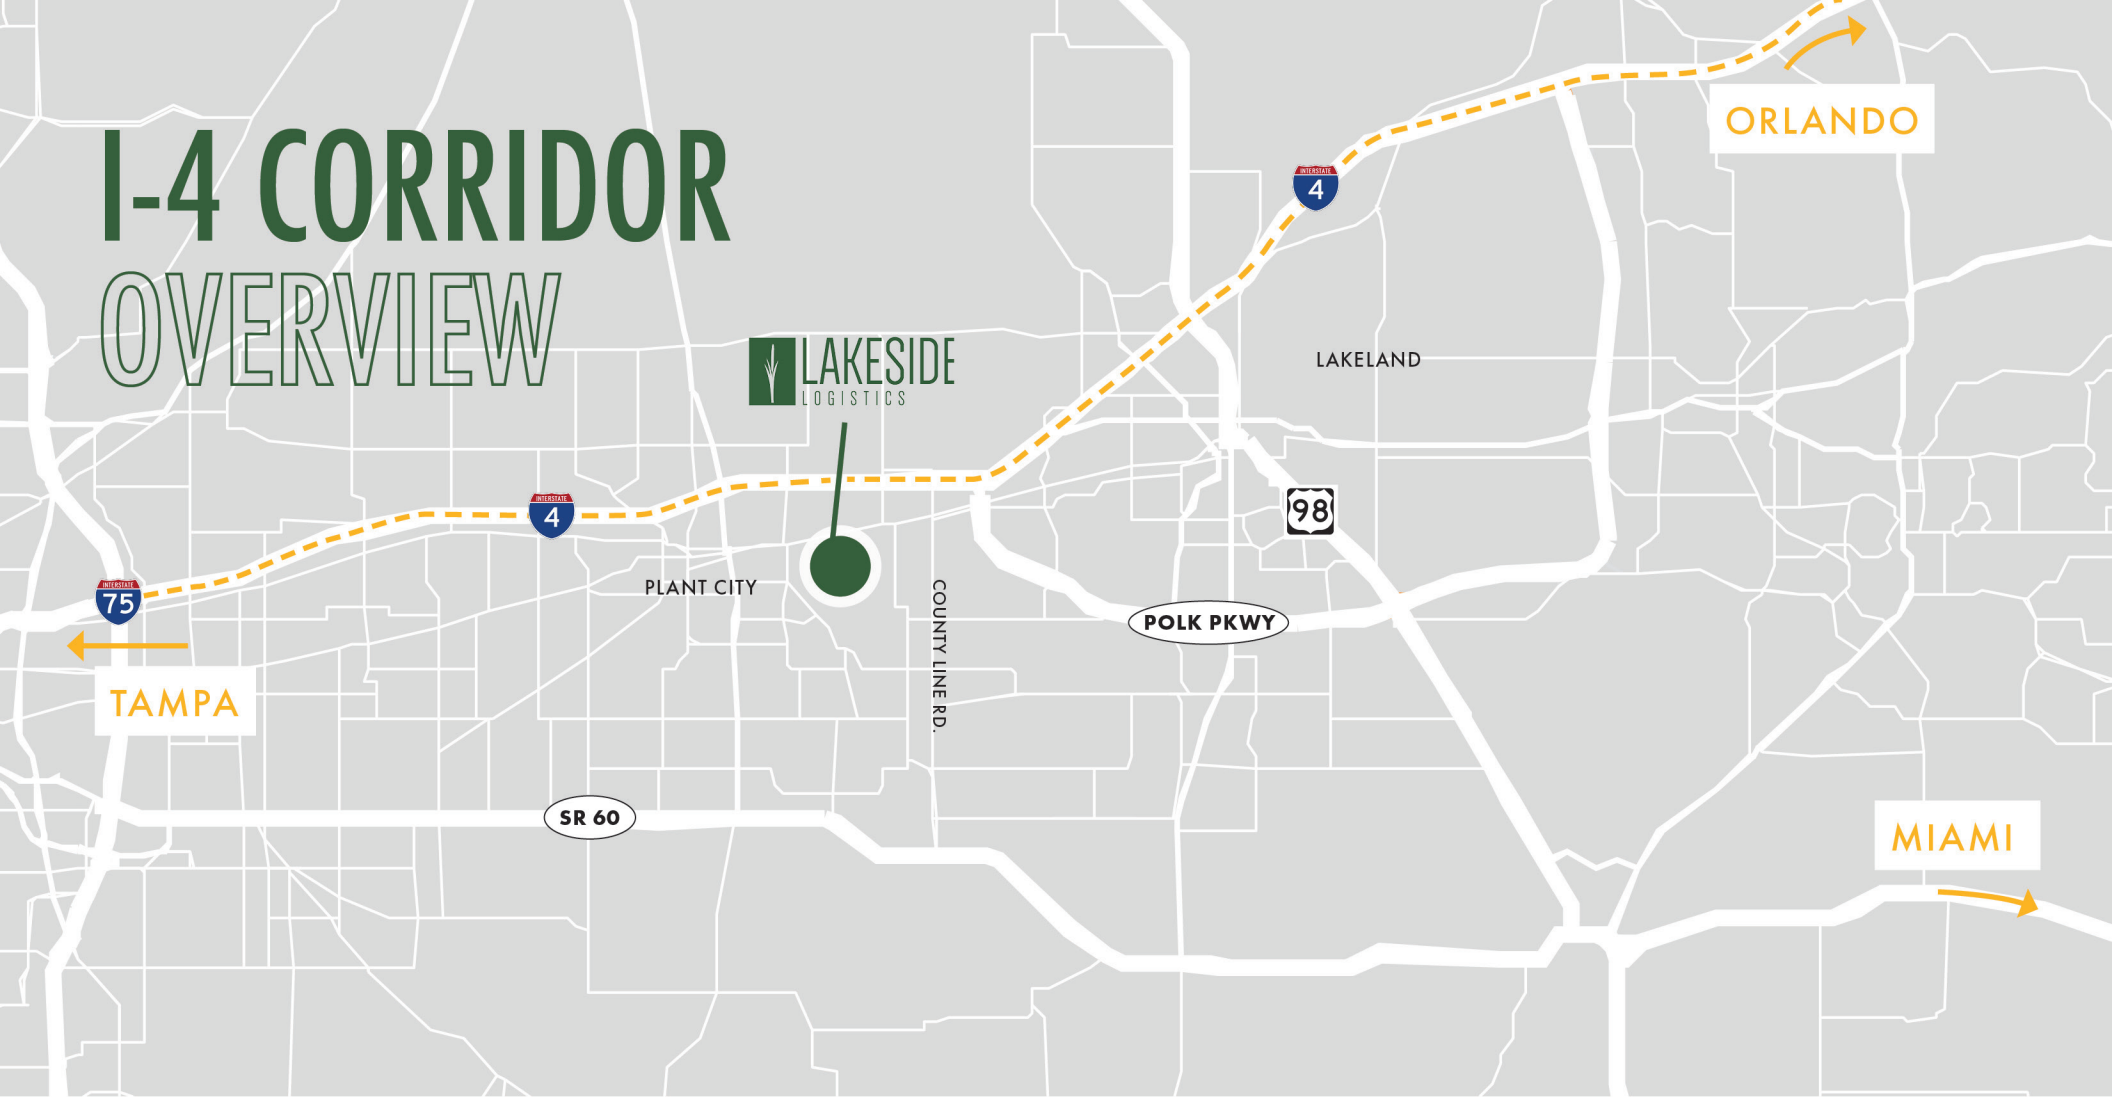 I-4 CORRIDOR
OVERVIEW
ORLANDO
INTERSTATE
4
LAKESIDE
LOGISTICS
LAKELAND
INTERSTATE
4
98
INTERSTATE
75
PLANT CITY
COUNTY LINE RD.
POLK PKWY
TAMPA
SR 60
MIAMI